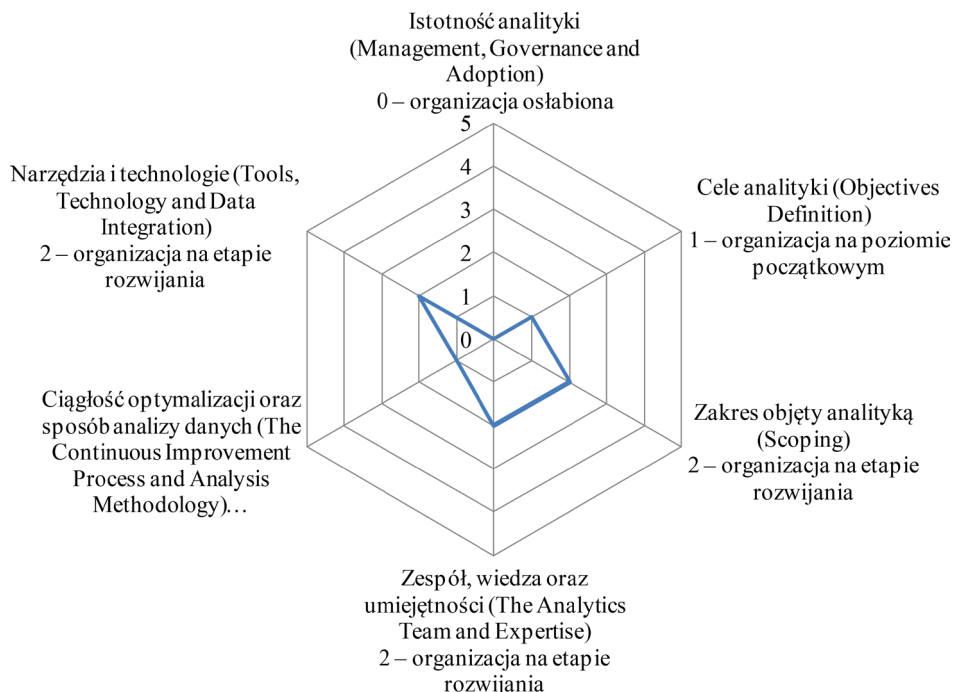 Istotność analityki
(Management, Governance and
Adoption)
0 – organizacja osłabiona
5
4
3
2
1
0
Cele analityki (Objectives
Definition)
1 – organizacja na poziomie
początkowym
Zakres objęty analityką
(Scoping)
2 – organizacja na etapie
rozwijania
Zespół, wiedza oraz
umiejętności (The Analytics
Team and Expertise)
2 – organizacja na etapie
rozwijania
Ciągłość optymalizacji oraz
sposób analizy danych (The
Continuous Improvement
Process and Analysis
Methodology)…
Narzędzia i technologie (Tools,
Technology and Data
Integration)
2 – organizacja na etapie
rozwijania